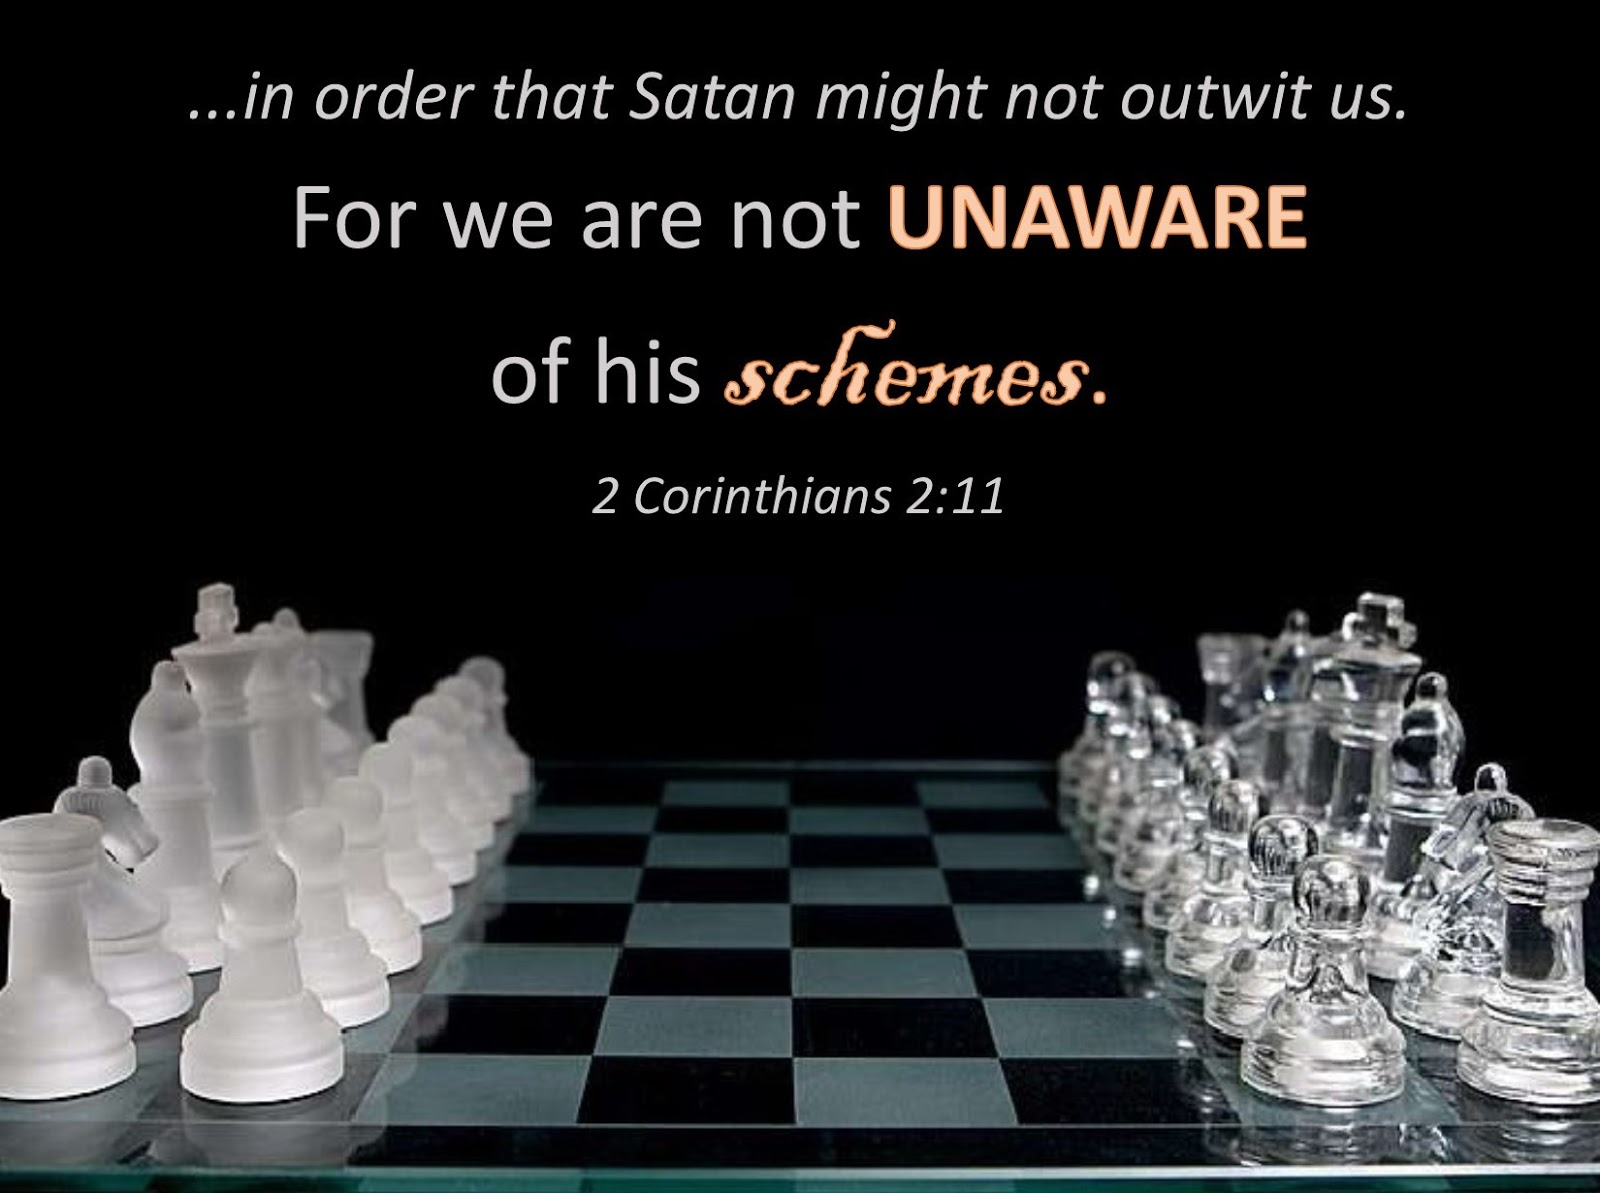 ...in order that Satan might not outwit us.
For we are not UNAWARE
of his schemes.
2 Corinthians 2:11